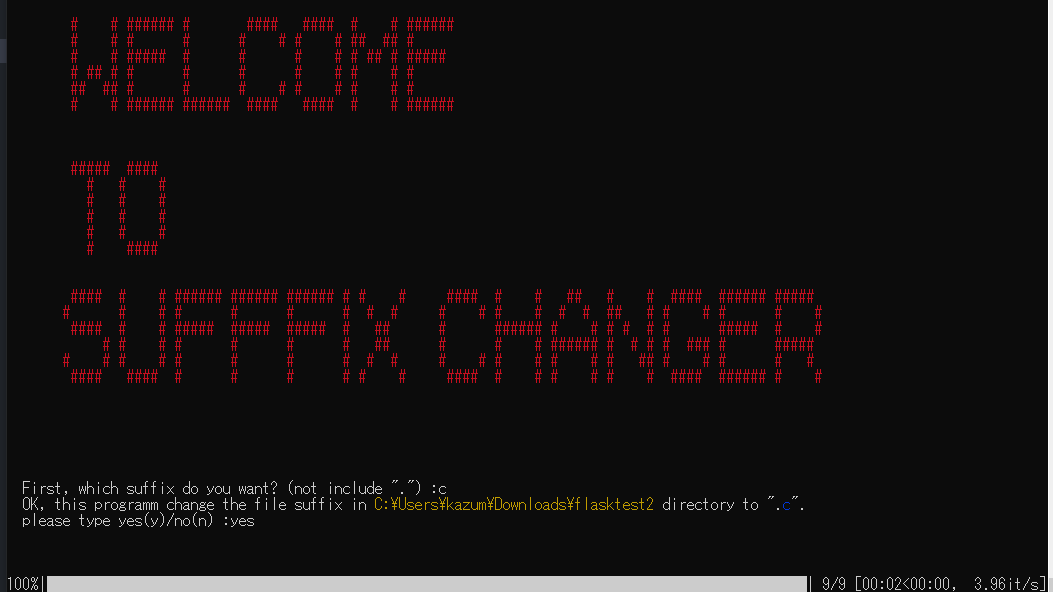 WELCOME
TO
SUFFFIX CHANGER
First, which suffix do you want? (not include ".") :c
OK, this programm change the file suffix in C:¥Users¥kazum¥Downloads¥flasktest2 directory to ".c".
please type yes(y)/no(n) :yes
100%| | 9/9 [00:02<00:00, 3.96it/s]